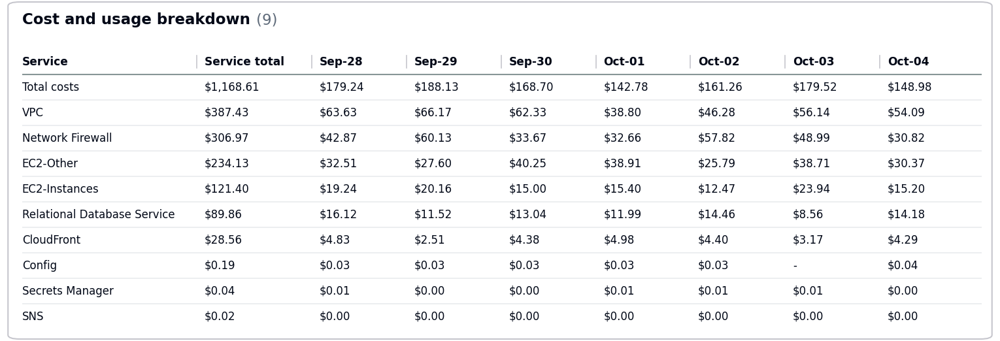 Cost and usage breakdown (9)
Service Service total Sep-28 Sep-29 Sep-30 Oct-01 Oct-02 Oct-03 Oct-04
Total costs $1,168.61 $179.24 $188.13 $168.70 $142.78 $161.26 $179.52 $148.98
VPC $387.43 $63.63 $66.17 $62.33 $38.80 $46.28 $56.14 $54.09
Network Firewall $306.97 $42.87 $60.13 $33.67 $32.66 $57.82 $48.99 $30.82
EC2-Other $234.13 $32.51 $27.60 $40.25 $38.91 $25.79 $38.71 $30.37
EC2-Instances $121.40 $19.24 $20.16 $15.00 $15.40 $12.47 $23.94 $15.20
Relational Database Service $89.86 $16.12 $11.52 $13.04 $11.99 $14.46 $8.56 $14.18
CloudFront $28.56 $4.83 $2.51 $4.38 $4.98 $4.40 $3.17 $4.29
Config $0.19 $0.03 $0.03 $0.03 $0.03 $0.03 - $0.04
Secrets Manager $0.04 $0.01 $0.00 $0.00 $0.01 $0.01 $0.01 $0.00
SNS $0.02 $0.00 $0.00 $0.00 $0.00 $0.00 $0.00 $0.00